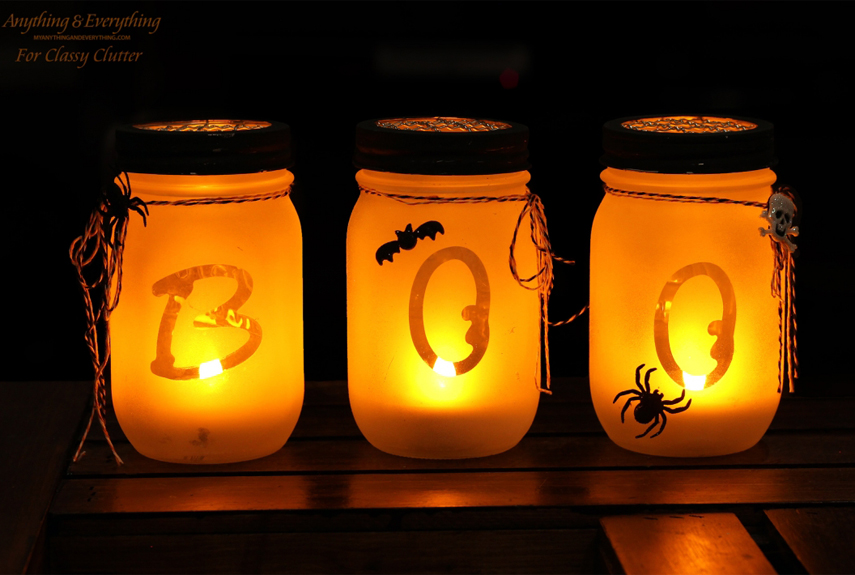 Anything & Everything
MYANYTHINGANDEVERYTHING.COM
For Classy Clutter
B O O